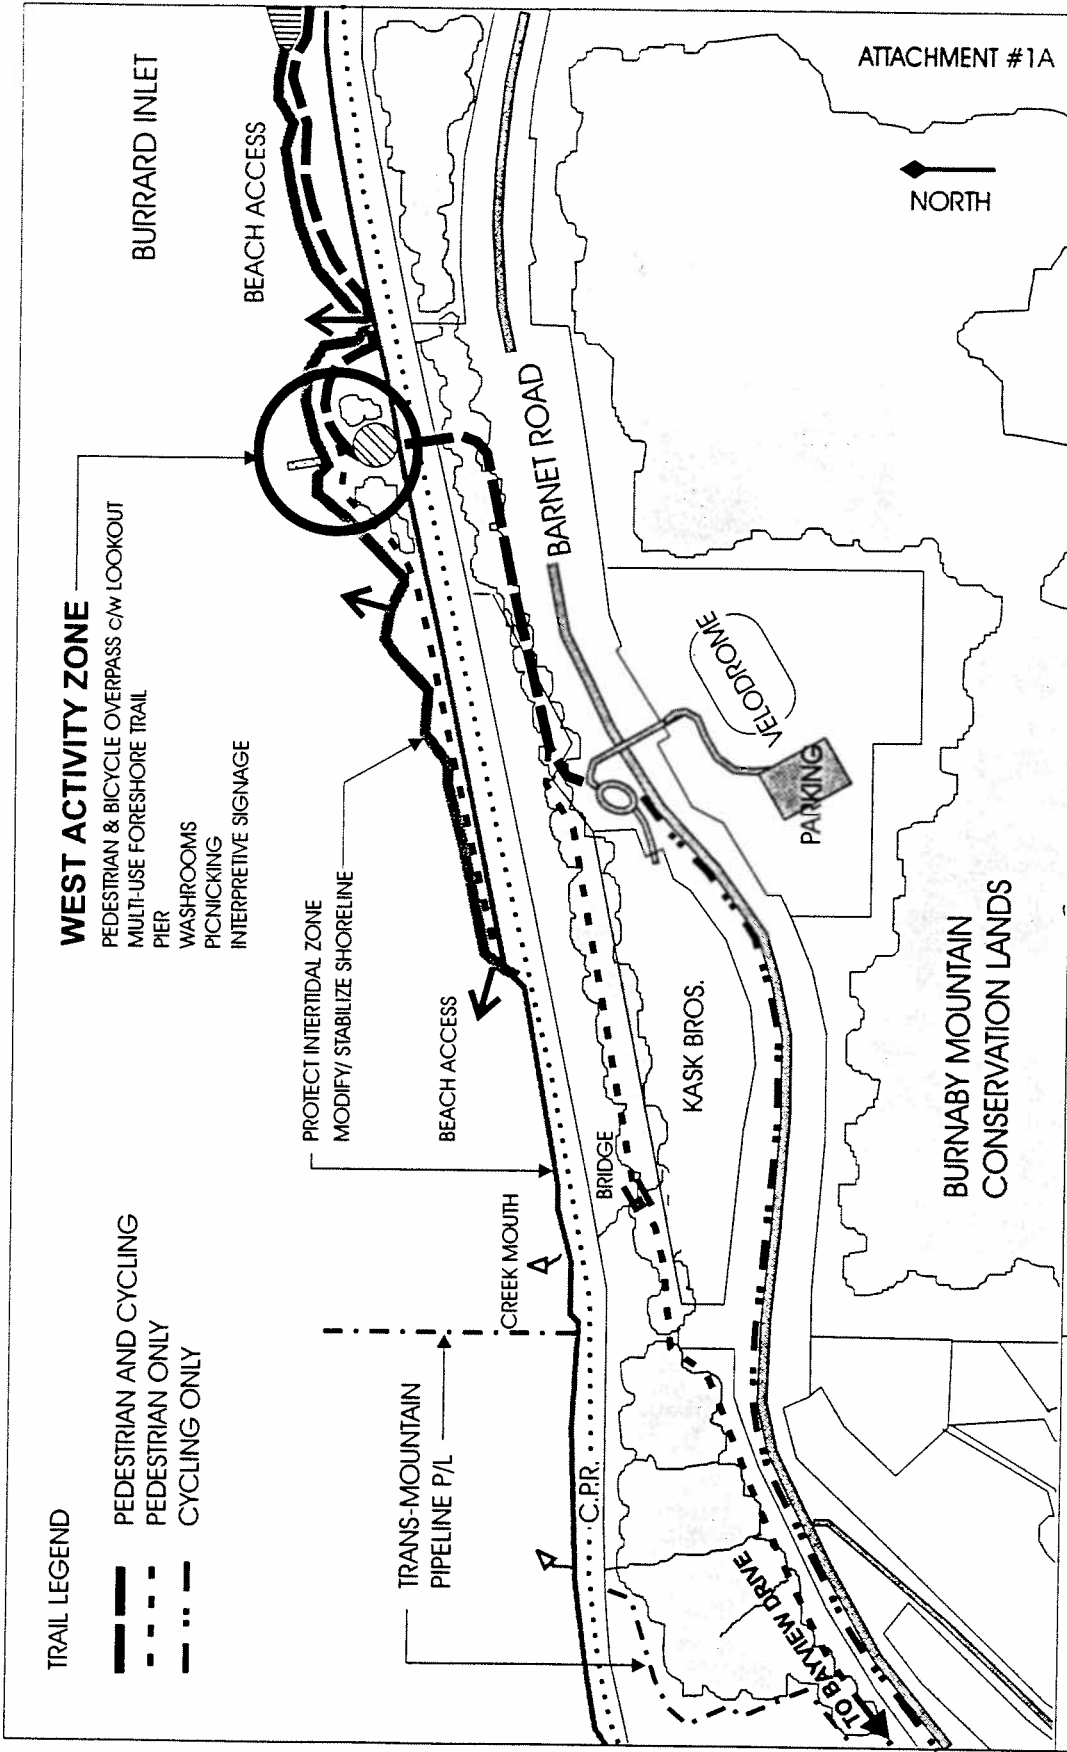 ATTACHMENT #1A
NORTH
BURRARD INLET
BEACH ACCESS
WEST ACTIVITY ZONE
PEDESTRIAN & BICYCLE OVERPASS c/w LOOKOUT
MULTI-USE FORESHORE TRAIL
PIER
WASHROOMS
PICNICKING
INTERPRETIVE SIGNAGE
PROTECT INTERTIDAL ZONE
MODIFY/ STABILIZE SHORELINE
BEACH ACCESS
TRAIL LEGEND
PEDESTRIAN AND CYCLING
PEDESTRIAN ONLY
CYCLING ONLY
TRANS-MOUNTAIN
PIPELINE P/L
CREEK MOUTH
C.P.R.
BRIDGE
KASK BROS.
BARNET ROAD
VELODROME
PARKING
TO BAYVIEW DRIVE
BURNABY MOUNTAIN
CONSERVATION LANDS